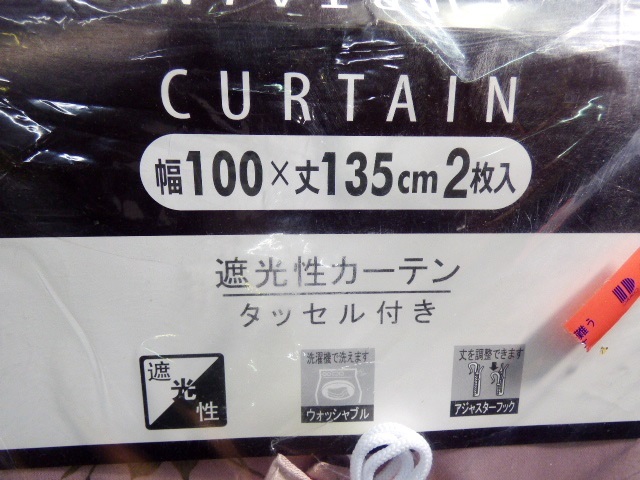 CURTAIN
幅100×丈135cm 2枚入
遮光性カーテン
タッセル付き
遮光性
洗濯機で洗えます
ウォッシャブル
丈を調整できます
アジャスターフック